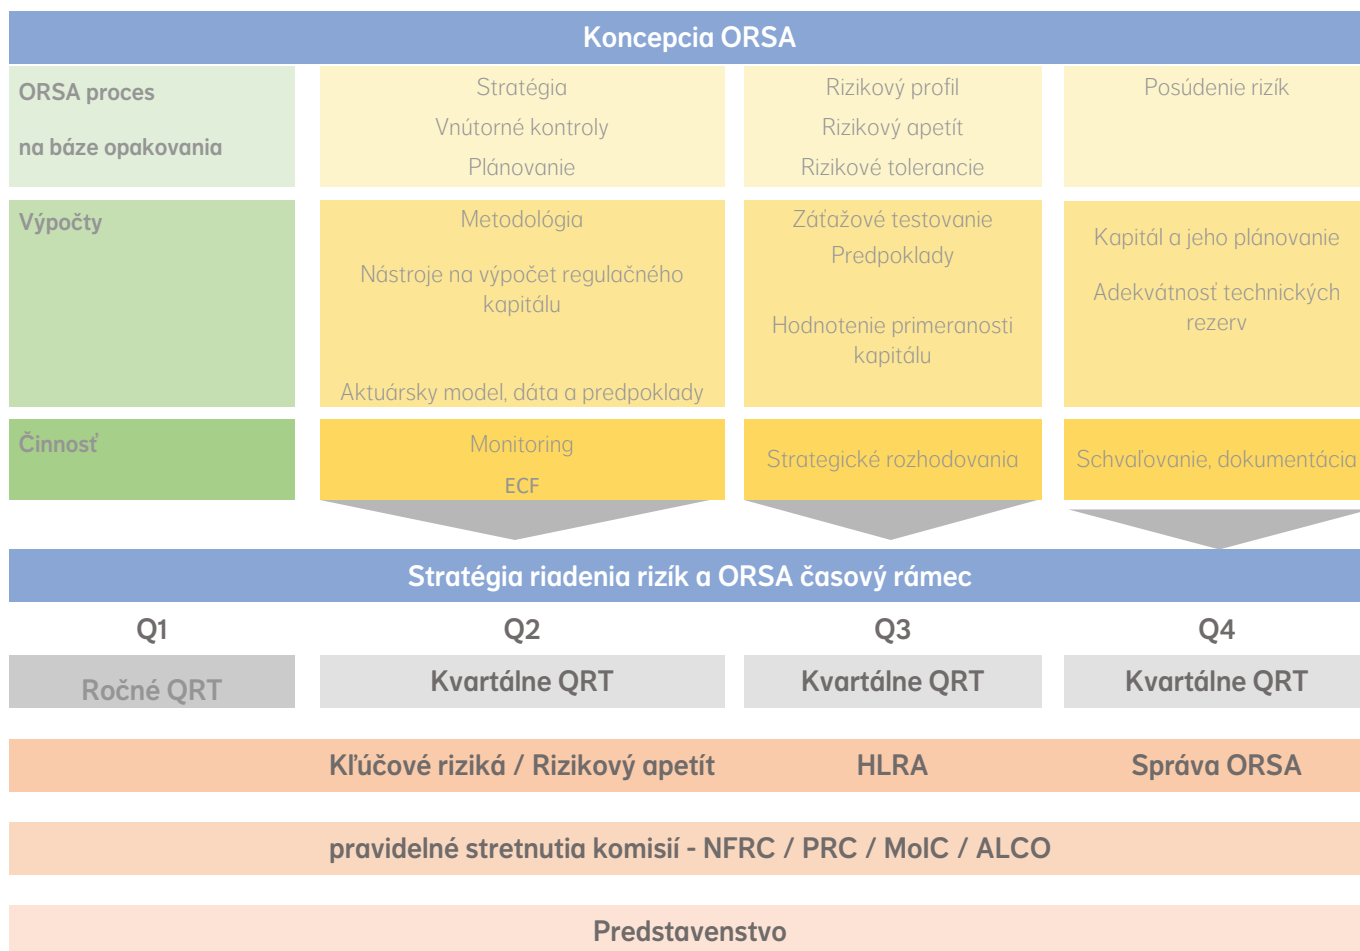 Koncepcia ORSA
ORSA proces
na báze opakovania
Stratégia
Vnútorné kontroly
Plánovanie
Rizikový profil
Rizikový apetít
Rizikové tolerancie
Posúdenie rizík
Výpočty
Metodológia
Nástroje na výpočet regulačného
kapitálu
Aktuársky model, dáta a predpoklady
Záťažové testovanie
Predpoklady
Hodnotenie primeranosti
kapitálu
Kapitál a jeho plánovanie
Adekvátnosť technických
rezerv
Činnosť
Monitoring
ECF
Strategické rozhodovania
Schvaľovanie, dokumentácia
Stratégia riadenia rizík a ORSA časový rámec
Q1
Q2
Q3
Q4
Ročné QRT
Kvartálne QRT
Kvartálne QRT
Kvartálne QRT
Kľúčové riziká / Rizikový apetít
HLRA
Správa ORSA
pravidelné stretnutia komisií - NFRC / PRC / MolC / ALCO
Predstavenstvo